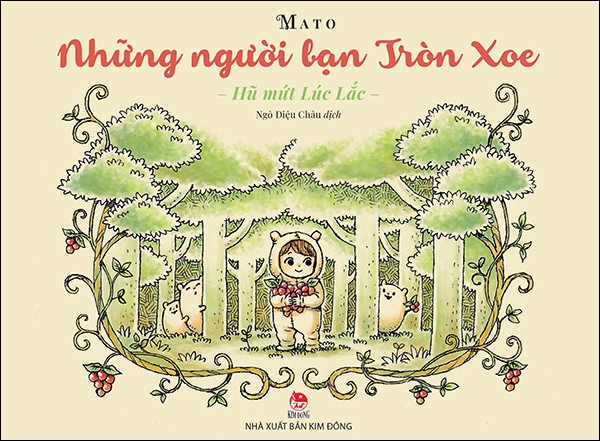 MATO
Những người bạn Tròn Xoe
– Hũ mứt Lúc Lắc –
Ngô Diệu Châu dịch
KIM ĐỒNG
NHÀ XUẤT BẢN KIM ĐỒNG